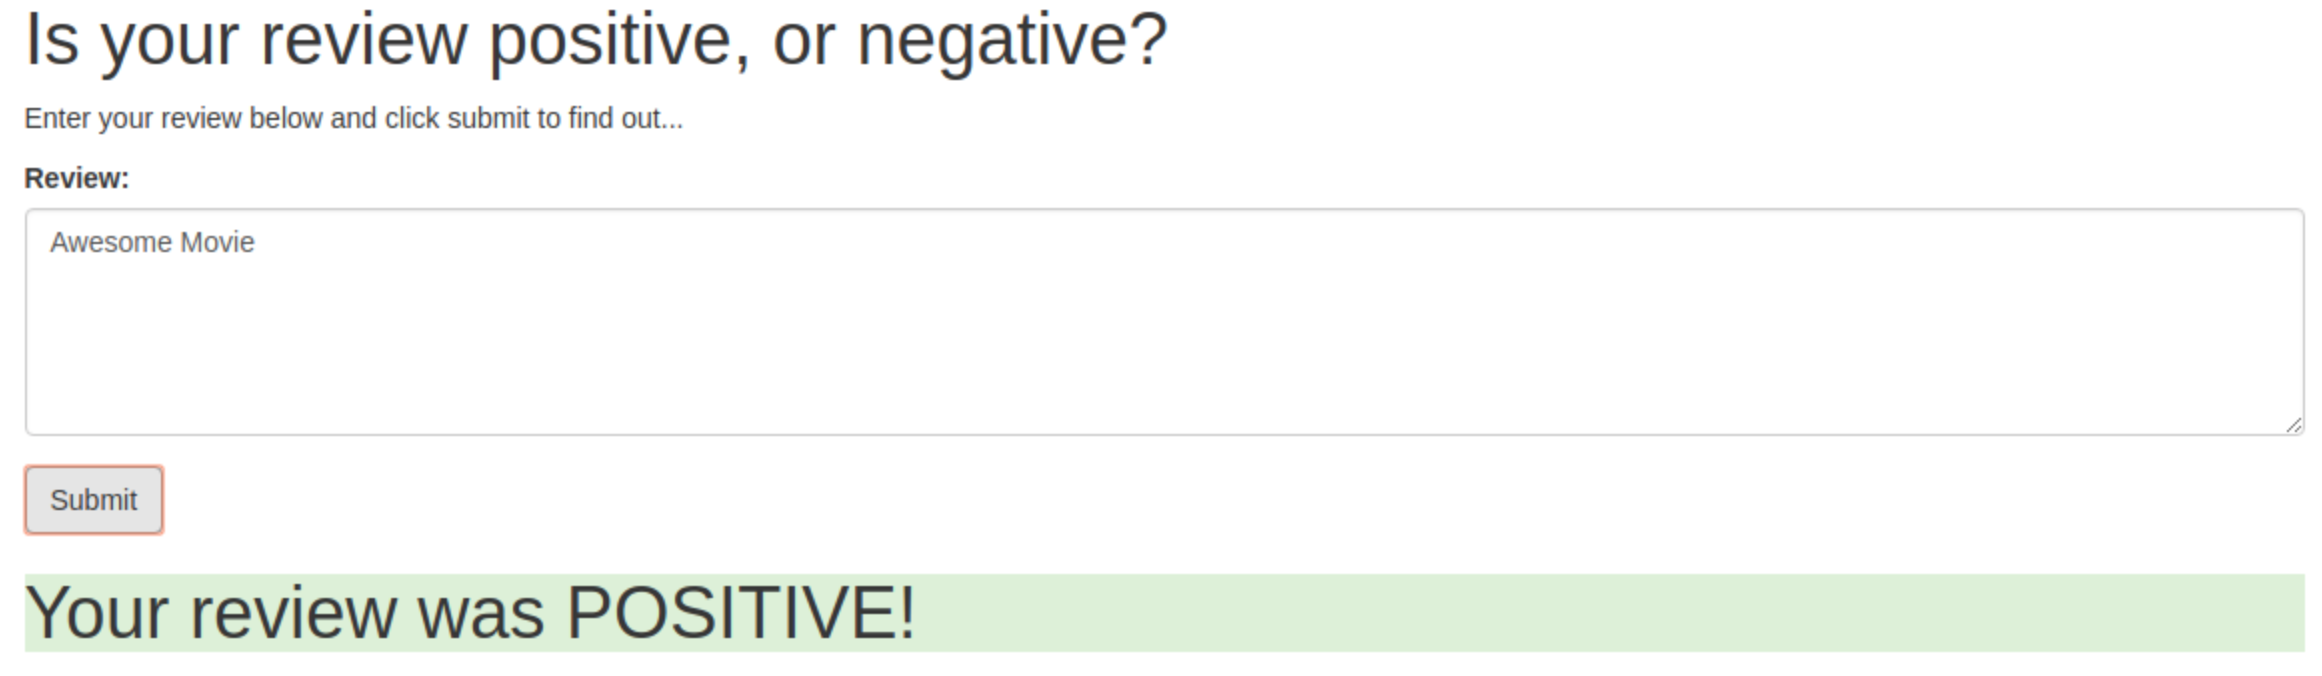 Is your review positive, or negative?
Enter your review below and click submit to find out...
Review:
Awesome Movie
Submit
Your review was POSITIVE!